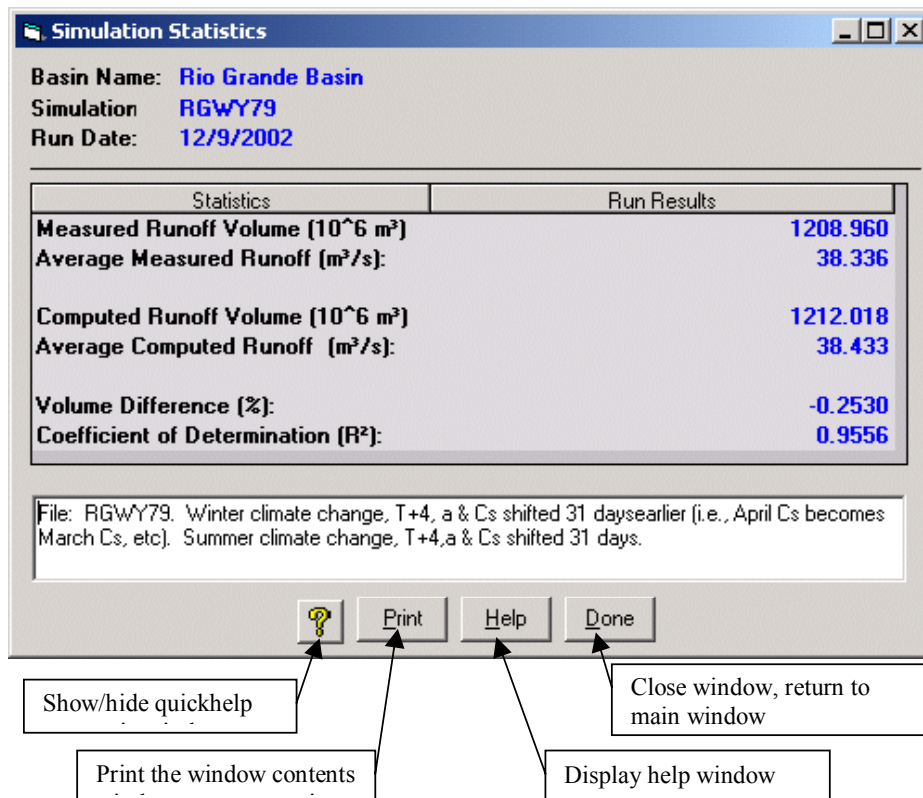 Simulation Statistics
Basin Name: Rio Grande Basin
Simulation RGWY79
Run Date: 12/9/2002
Statistics Run Results
Measured Runoff Volume (10^6 m³) 1208.960
Average Measured Runoff (m³/s): 38.336
Computed Runoff Volume (10^6 m³) 1212.018
Average Computed Runoff (m³/s): 38.433
Volume Difference (%): -0.2530
Coefficient of Determination (R²): 0.9556
File: RGWY79. Winter climate change, T+4, a & Cs shifted 31 daysearlier (i.e., April Cs becomes
March Cs, etc). Summer climate change, T+4,a & Cs shifted 31 days.
? Print Help Done
Show/hide quickhelp
Close window, return to
main window
Print the window contents
Display help window